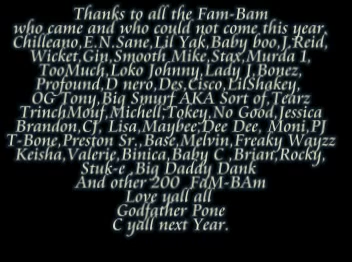 Thanks to all the Fam-Bam
who came and who could not come this year,
Chilleano,E.N.Sane,Lil Yak,Baby boo,J.Reid,
Wicket,Gin,Smooth Mike,Stax,Murda 1,
TooMuch,Loko Johnny,Lady J,Bonez,
Profound,D nero,Des,Cisco,LilShakey,
OG Tony,Big Smurf AKA Sort of,Tearz
TrinchMouf,Michell,Tokey,No Good,Jessica
Brandon,CJ, Lisa,Maybee,Dee Dee, Moni,PJ
T-Bone,Preston Sr.,Base,Melvin,Freaky Wayzz
Keisha,Valerie,Binica,Baby C ,Brian,Rocky,
Stuk-e ,Big Daddy Dank
And other 200 FaM-BAm
Love yall all
Godfather Pone
C yall next Year.